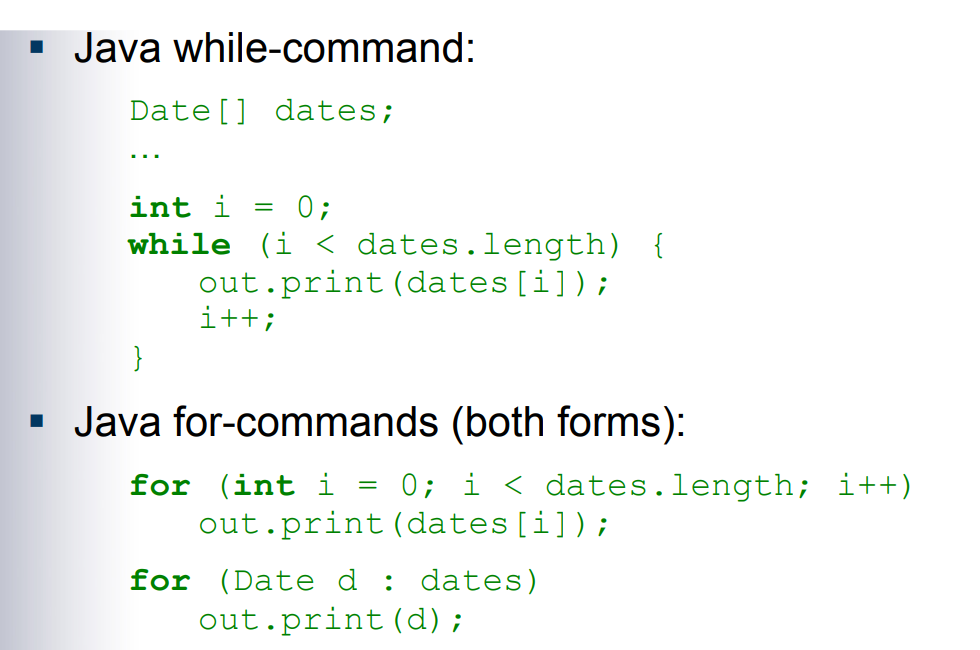 ▪ Java while-command:
Date[] dates;
…
int i = 0;
while (i < dates.length) {
out.print(dates[i]);
i++;
}
▪ Java for-commands (both forms):
for (int i = 0; i < dates.length; i++)
out.print(dates[i]);
for (Date d : dates)
out.print(d);